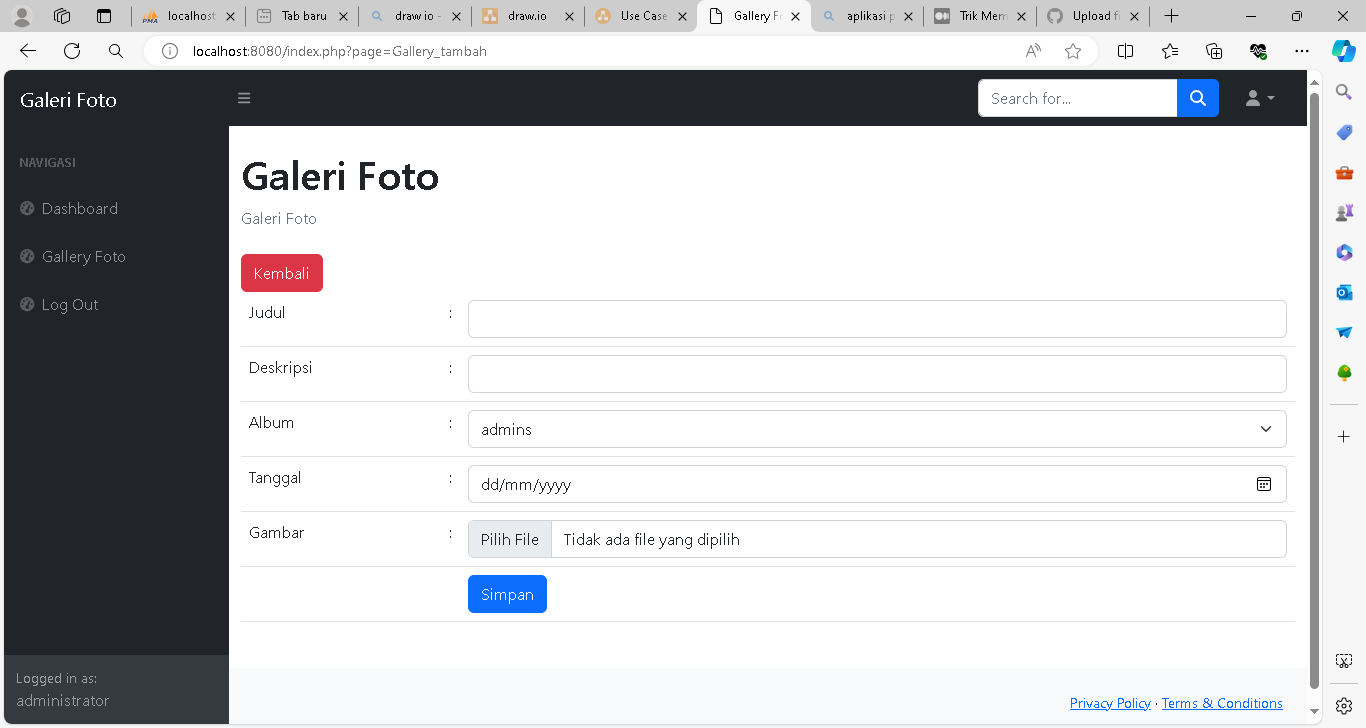 localhost
Tab baru
draw io -
draw.io
Use Case
Gallery F
aplikasi p
Trik Mem
Upload fi
localhost:8080/index.php?page=Gallery_tambah
Galeri Foto
Search for...
NAVIGASI
Dashboard
Gallery Foto
Log Out
Galeri Foto
Galeri Foto
Kembali
Judul :
Deskripsi :
Album : admins
Tanggal : dd/mm/yyyy
Gambar : Pilih File Tidak ada file yang dipilih
Simpan
Logged in as:
administrator
Privacy Policy · Terms & Conditions